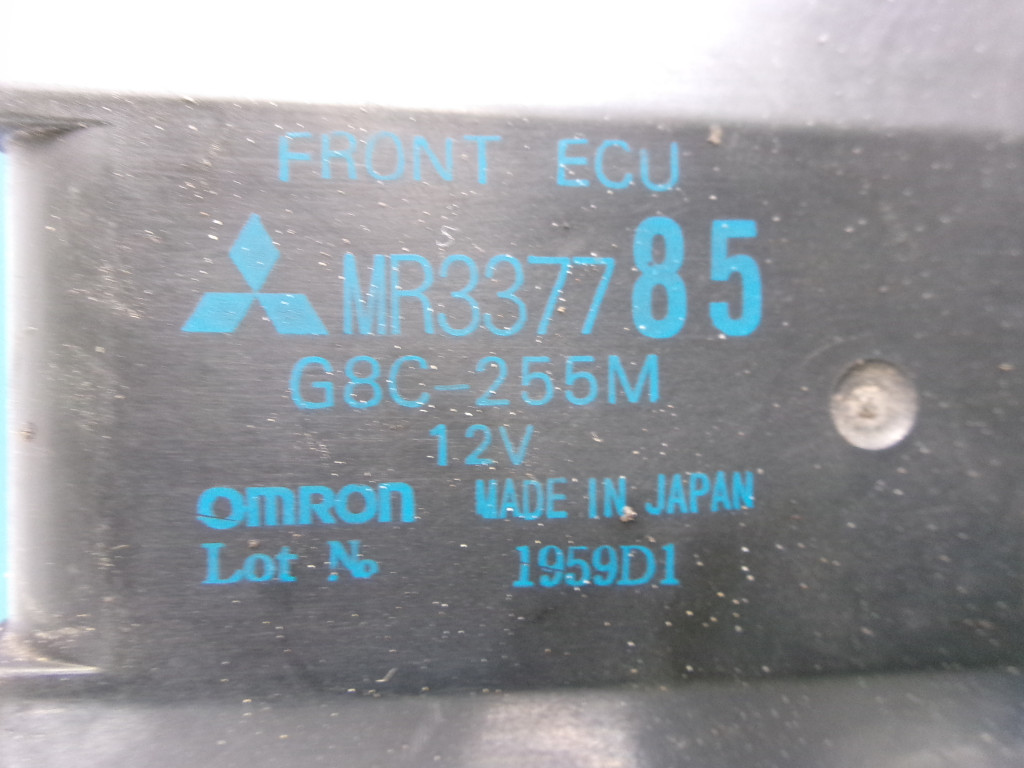 FRONT ECU
MR337785
G8C-255M
12V
OMRON MADE IN JAPAN
Lot No 1959D1